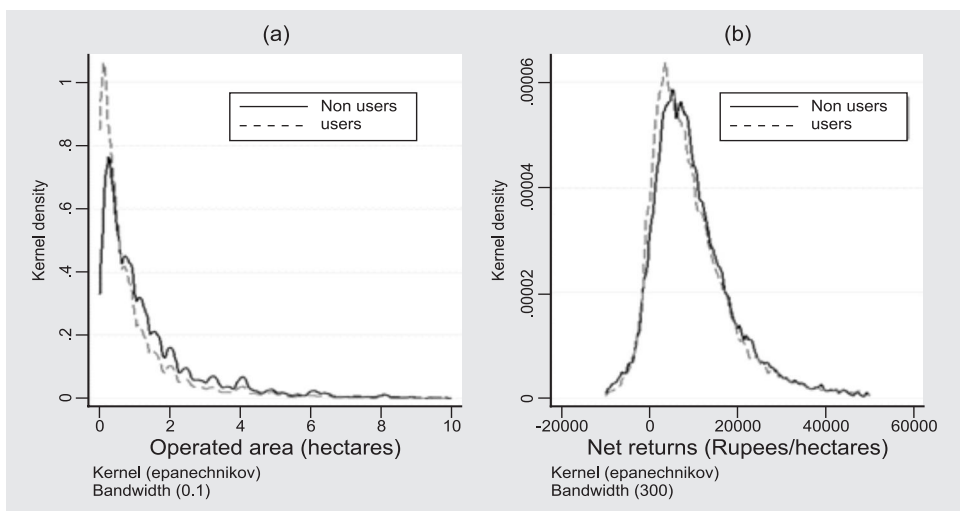 (a)
Kernel density
1
.8
.6
.4
.2
0
Non users
users
0 2 4 6 8 10
Operated area (hectares)
Kernel (epanechnikov)
Bandwidth (0.1)
(b)
Kernel density
.00006
.00004
.00002
0
Non users
users
-20000 0 20000 40000 60000
Net returns (Rupees/hectares)
Kernel (epanechnikov)
Bandwidth (300)